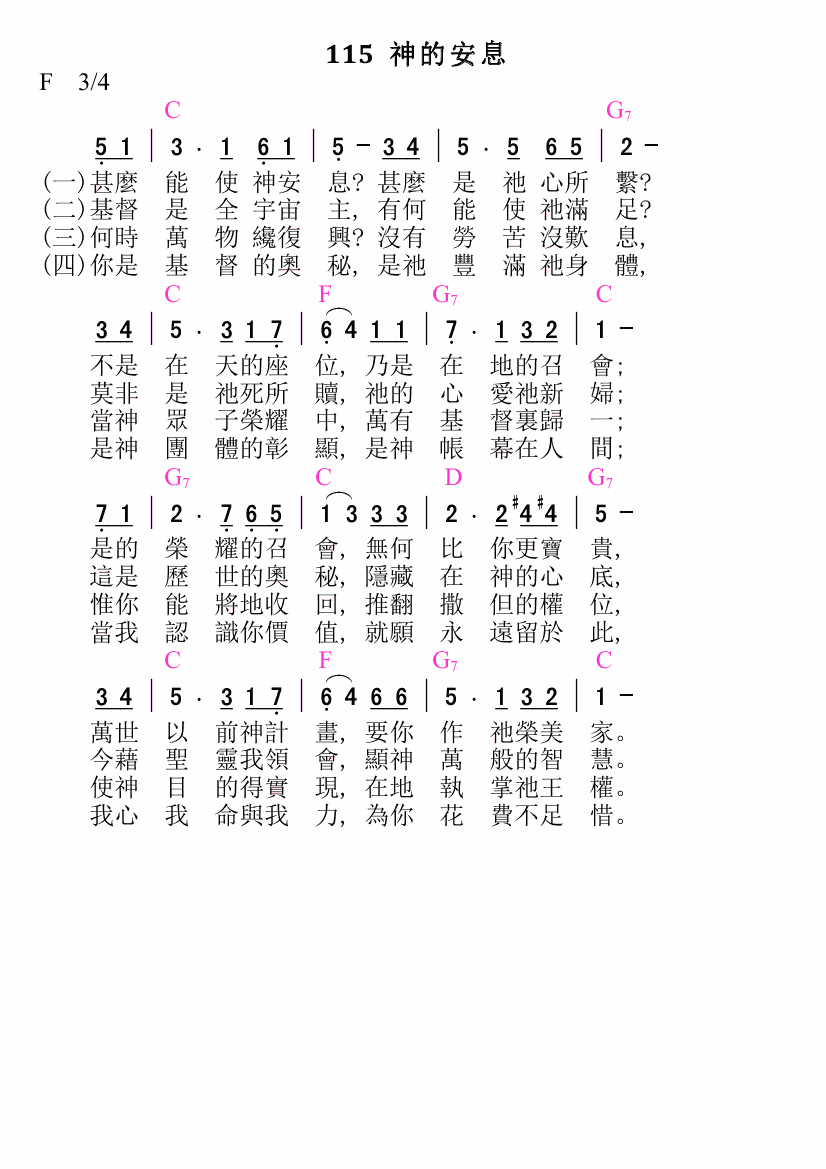 115 神的安息
F 3/4
C G7
5 1 | 3 . 1 6 1 | 5 - 3 4 | 5 . 5 6 5 | 2 -
(一)甚麼 能 使 神安 息? 甚麼 是 祂 心所 繫?
(二)基督 是 全 宇宙 主, 有何 能 使 祂滿 足?
(三)何時 萬 物 纔復 興? 沒有 勞 苦 沒歎 息,
(四)你是 基 督 的奧 秘, 是祂 豐 滿 祂身 體,
C F G7 C
3 4 | 5 . 3 1 7 | 6 4 1 1 | 7 . 1 3 2 | 1 -
不是 在 天的座 位, 乃是 在 地的召 會;
莫非 是 祂死所 贖, 祂的 心 愛祂新 婦;
當神 眾 子榮耀 中, 萬有 基 督裏歸 一;
是神 團 體的彰 顯, 是神 帳 幕在人 間;
G7 C D G7
7 1 | 2 . 7 6 5 | 1 3 3 3 | 2 . 2 #4 #4 | 5 -
是的 榮 耀的召 會, 無何 比 你更寶 貴,
這是 歷 世的奧 秘, 隱藏 在 神的心 底,
惟你 能 將地收 回, 推翻 撒 但的權 位,
當我 認 識你價 值, 就願 永 遠留於 此,
C F G7 C
3 4 | 5 . 3 1 7 | 6 4 6 6 | 5 . 1 3 2 | 1 -
萬世 以 前神計 畫, 要你 作 祂榮美 家。
今藉 聖 靈我領 會, 顯神 萬 般的智 慧。
使神 目 的得實 現, 在地 執 掌祂王 權。
我心 我 命與我 力, 為你 花 費不足 惜。